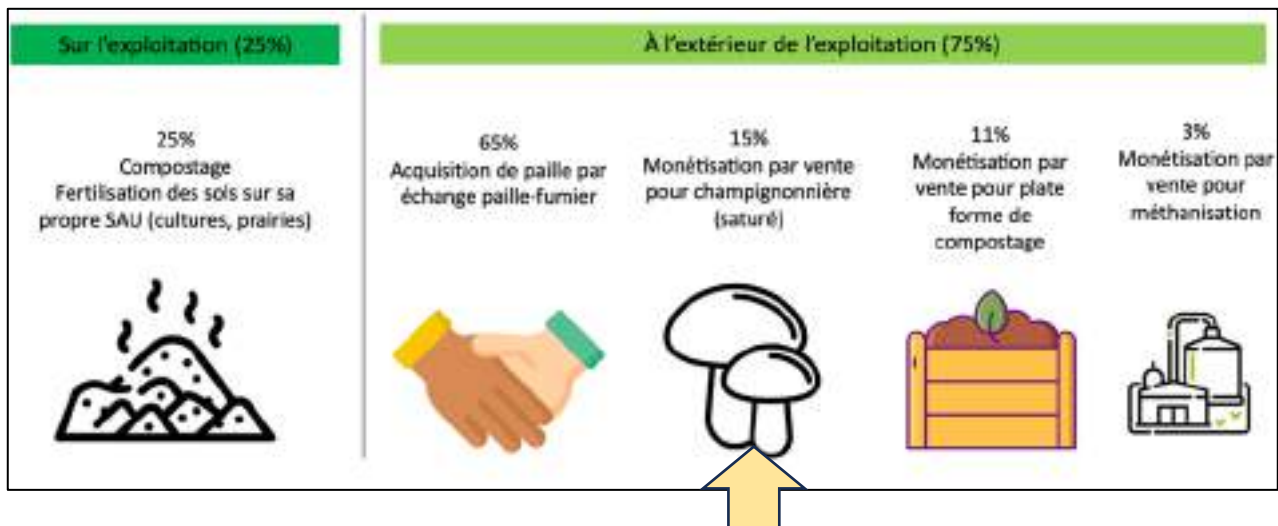 Sur l'exploitation (25%)
À l'extérieur de l'exploitation (75%)
25%
Compostage
Fertilisation des sols sur sa
propre SAU (cultures, prairies)
65%
Acquisition de paille par
échange paille-fumier
15%
Monétisation par vente
pour champignonnière
(saturé)
11%
Monétisation par
vente pour plate
forme de
compostage
3%
Monétisation par
vente pour
méthanisation